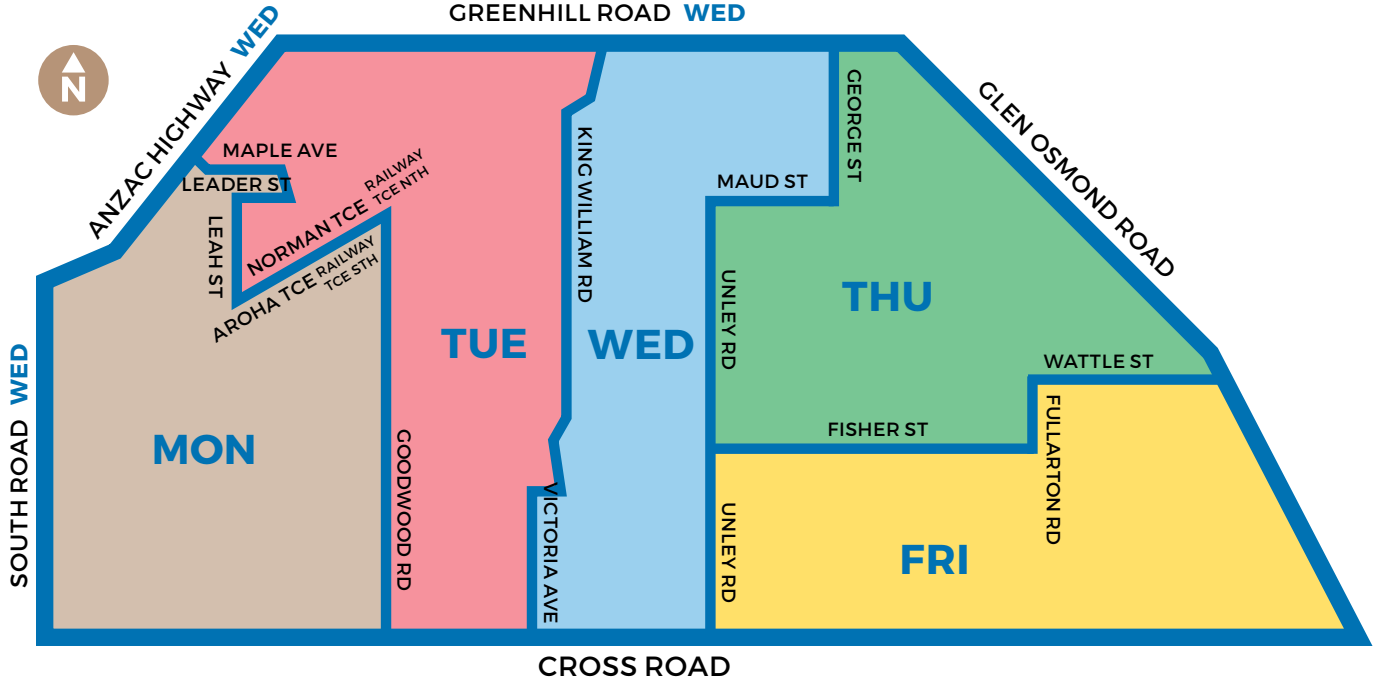 GREENHILL ROAD WED
ANZAC HIGHWAY WED
N
GLEN OSMOND ROAD
GEORGE ST
MAPLE AVE
LEADER ST
RAILWAY
TCE NTH
NORMAN TCE
KING WILLIAM RD
MAUD ST
LEAH ST
AROHA TCE
RAILWAY
TCE STH
UNLEY RD
THU
TUE
WED
WATTLE ST
SOUTH ROAD WED
MON
GOODWOOD RD
FISHER ST
FULLARTON RD
VICTORIA AVE
UNLEY RD
FRI
CROSS ROAD